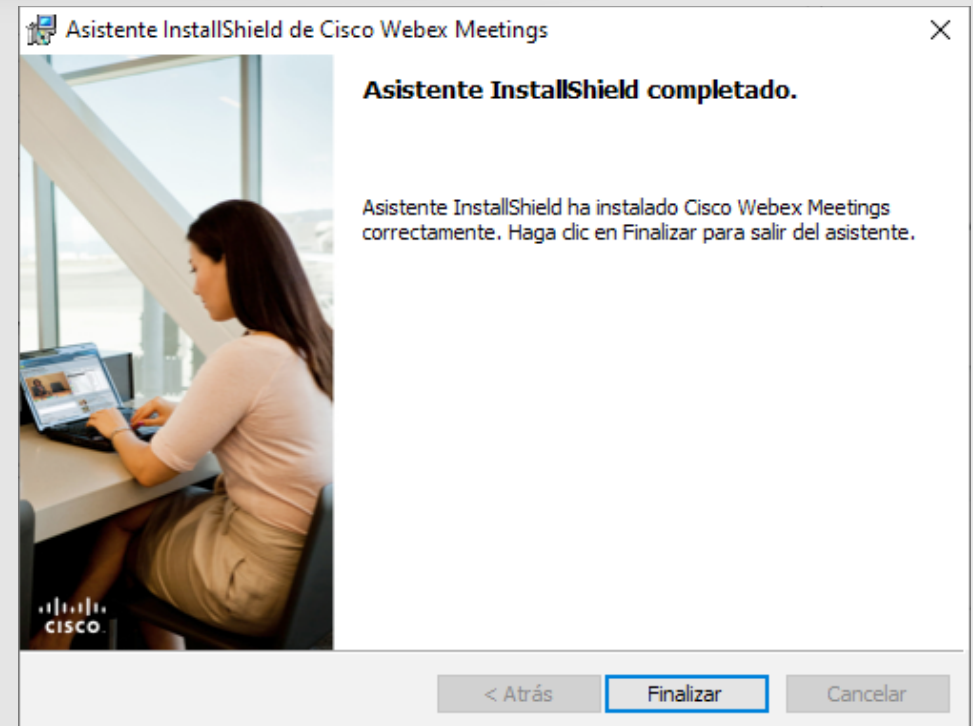 Asistente InstallShield de Cisco Webex Meetings
Asistente InstallShield completado.
Asistente InstallShield ha instalado Cisco Webex Meetings
correctamente. Haga clic en Finalizar para salir del asistente.
CISCO
< Atrás
Finalizar
Cancelar